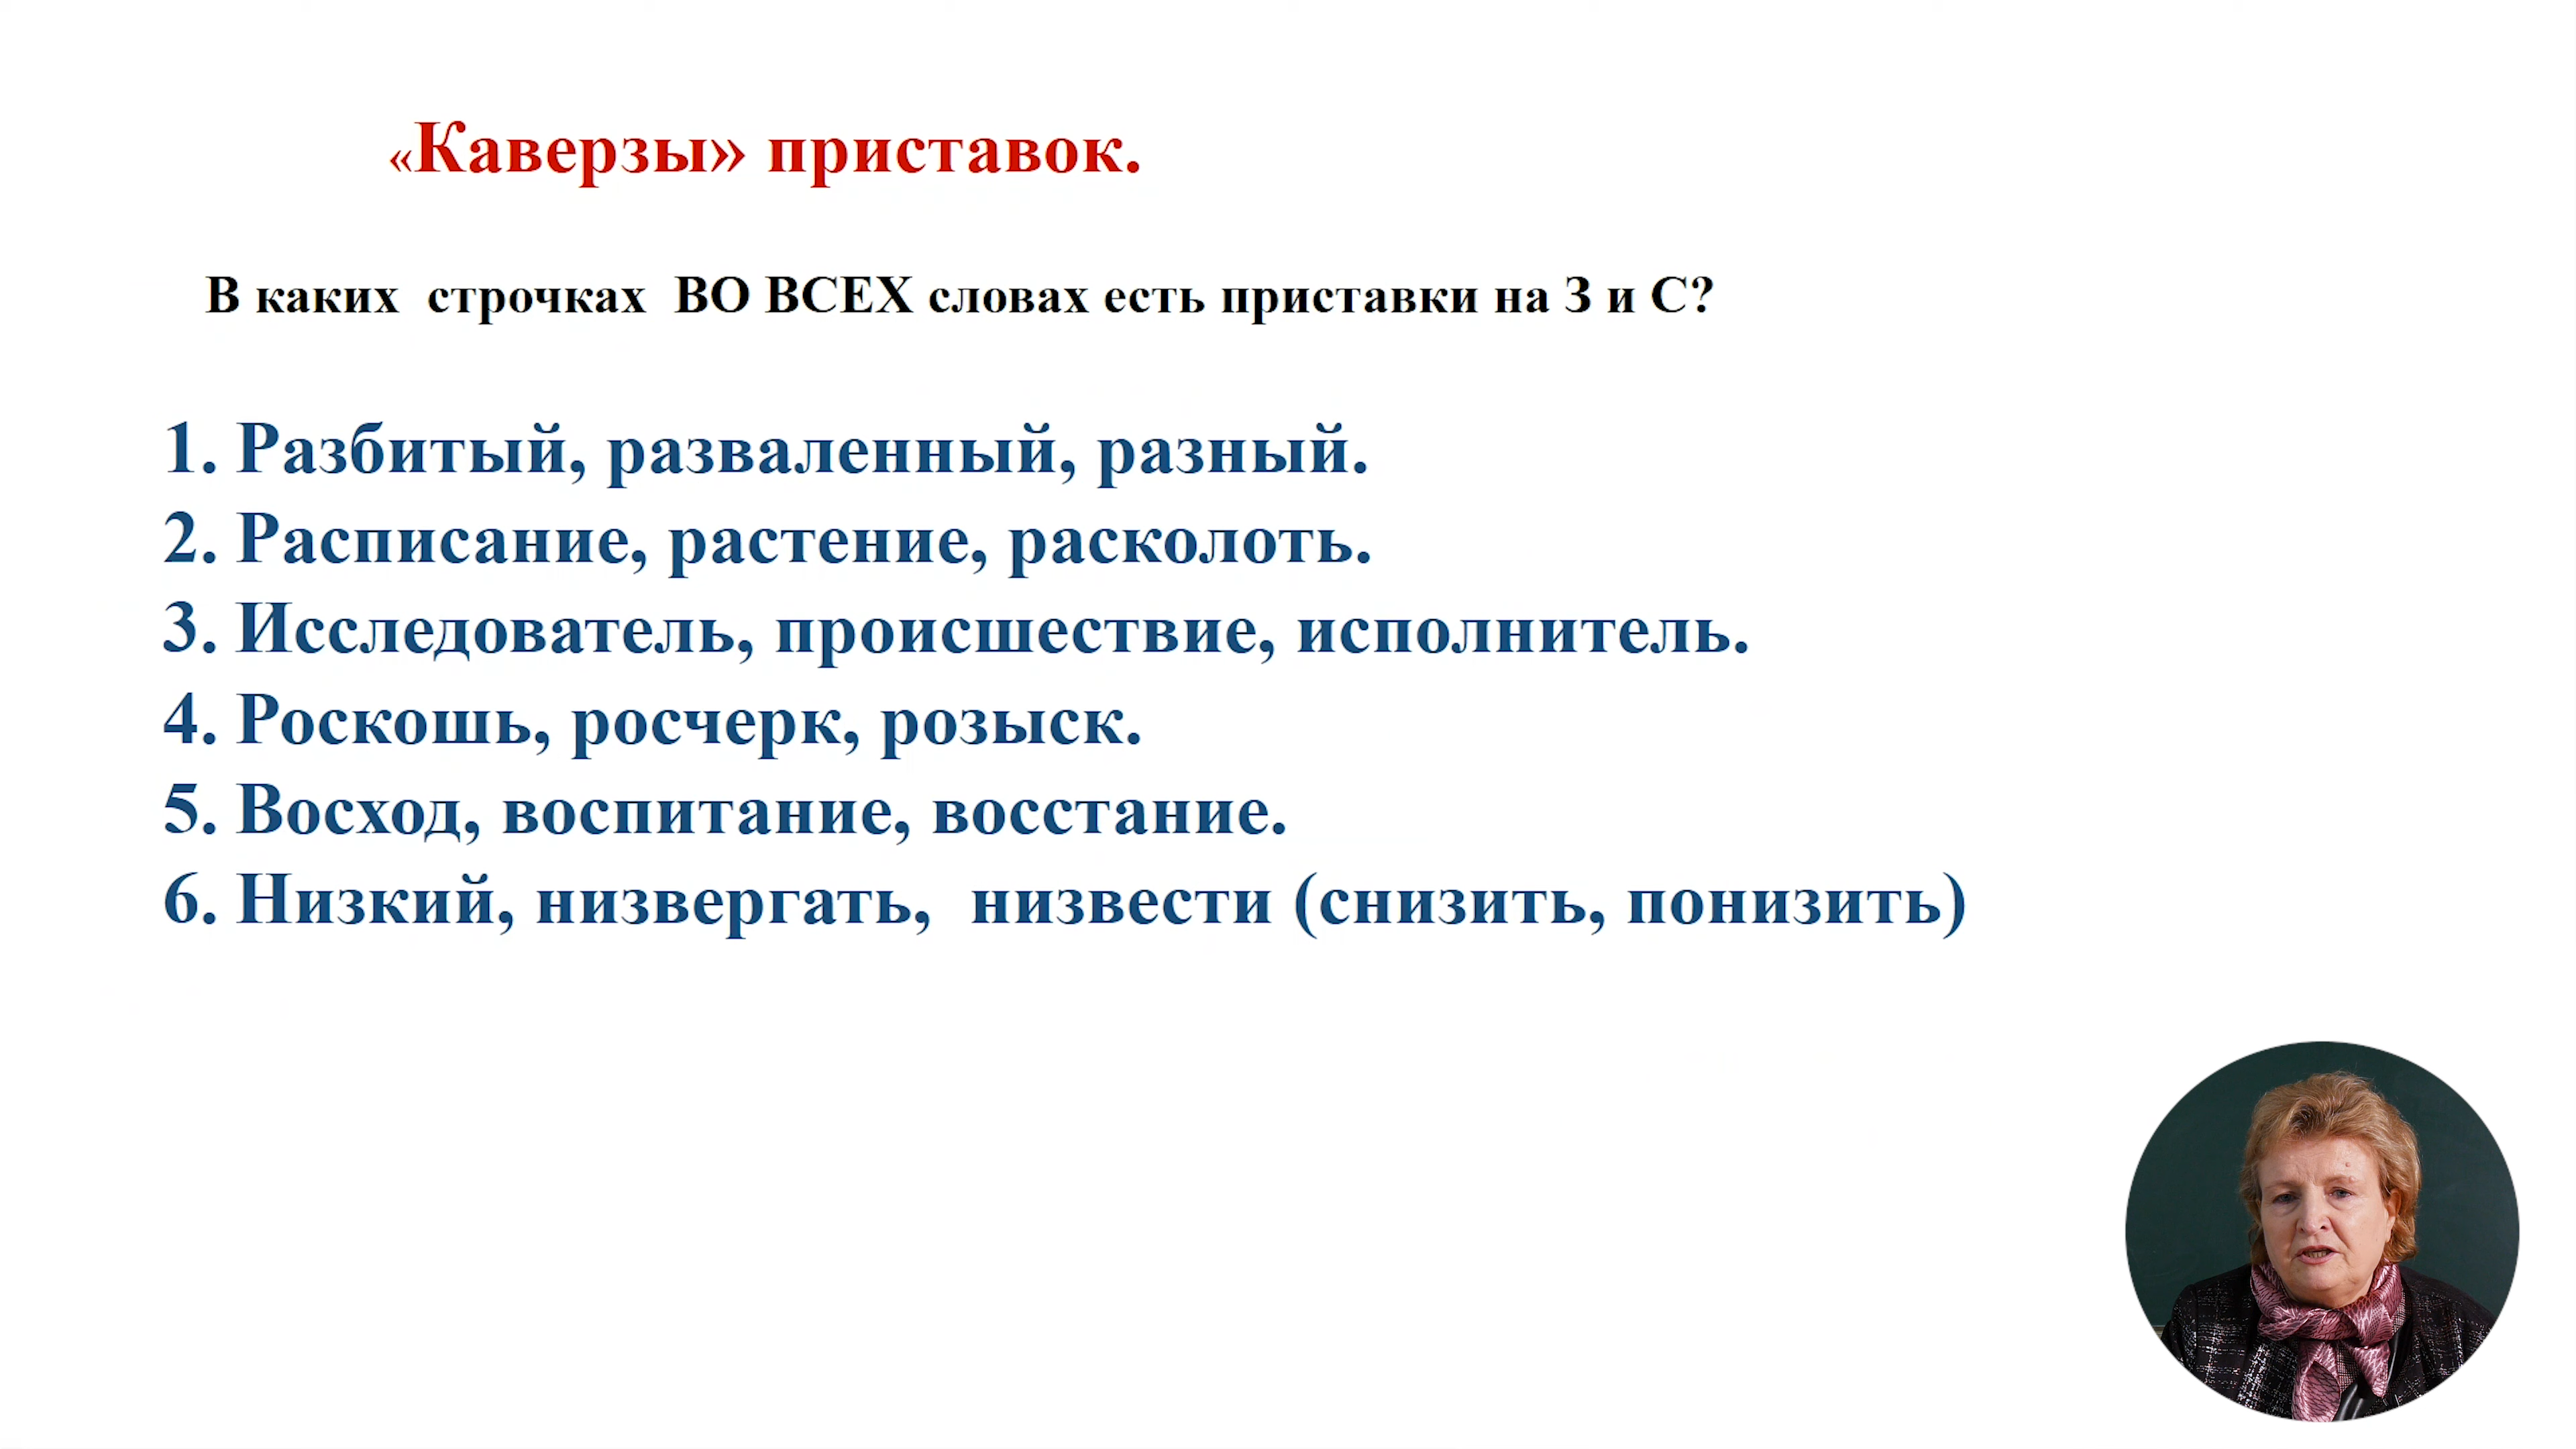 «Каверзы» приставок.
В каких строчках ВО ВСЕХ словах есть приставки на З и С?
1. Разбитый, разваленный, разный.
2. Расписание, растение, расколоть.
3. Исследователь, происшествие, исполнитель.
4. Роскошь, росчерк, розыск.
5. Восход, воспитание, восстание.
6. Низкий, низвергать, низвести (снизить, понизить)